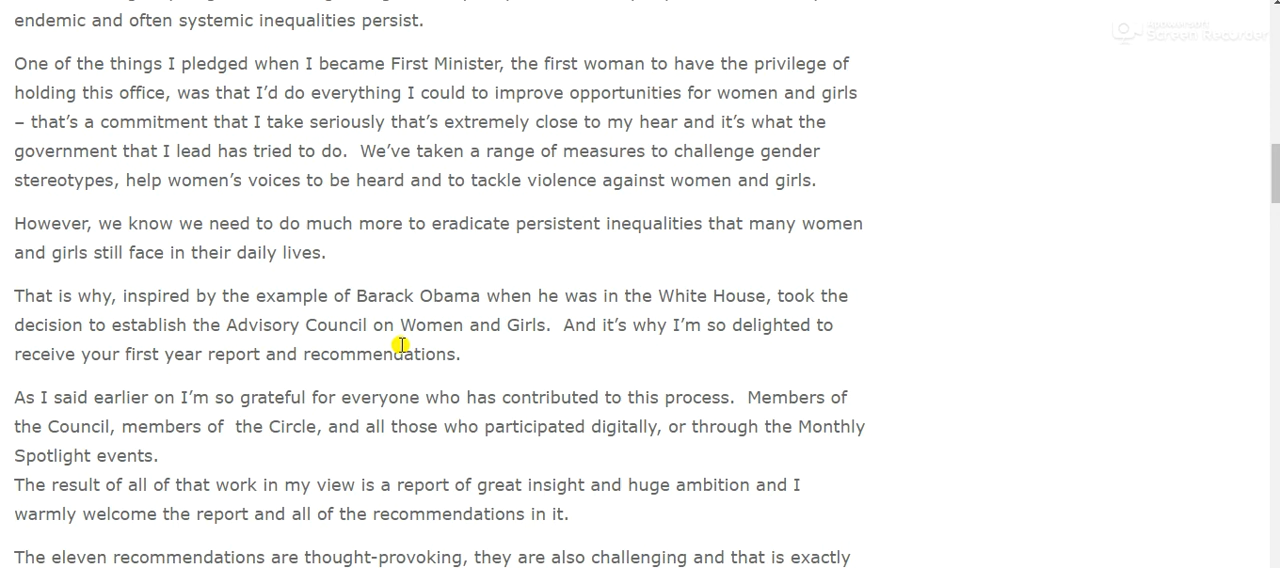 endemic and often systemic inequalities persist.
Apowersoft
Screen Recorder
One of the things I pledged when I became First Minister, the first woman to have the privilege of
holding this office, was that I'd do everything I could to improve opportunities for women and girls
– that's a commitment that I take seriously that's extremely close to my hear and it's what the
government that I lead has tried to do.  We've taken a range of measures to challenge gender
stereotypes, help women's voices to be heard and to tackle violence against women and girls.
However, we know we need to do much more to eradicate persistent inequalities that many women
and girls still face in their daily lives.
That is why, inspired by the example of Barack Obama when he was in the White House, took the
decision to establish the Advisory Council on Women and Girls.  And it's why I'm so delighted to
receive your first year report and recommendations.
As I said earlier on I'm so grateful for everyone who has contributed to this process.  Members of
the Council, members of  the Circle, and all those who participated digitally, or through the Monthly
Spotlight events.
The result of all of that work in my view is a report of great insight and huge ambition and I
warmly welcome the report and all of the recommendations in it.
The eleven recommendations are thought-provoking, they are also challenging and that is exactly